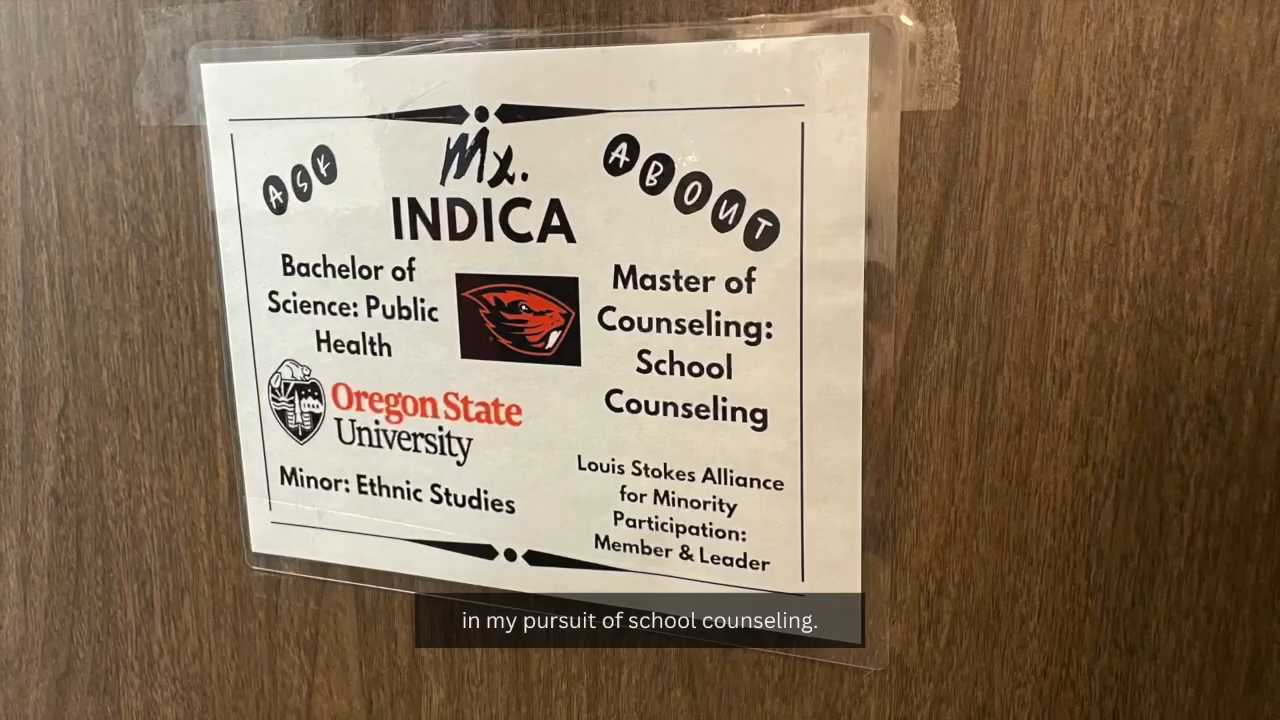 ASK
Mx.
ABOUT
INDICA
Bachelor of
Science: Public
Health
Master of
Counseling:
School
Counseling
Oregon State
University
Minor: Ethnic Studies
Louis Stokes Alliance
for Minority
Participation:
Member & Leader
in my pursuit of school counseling.